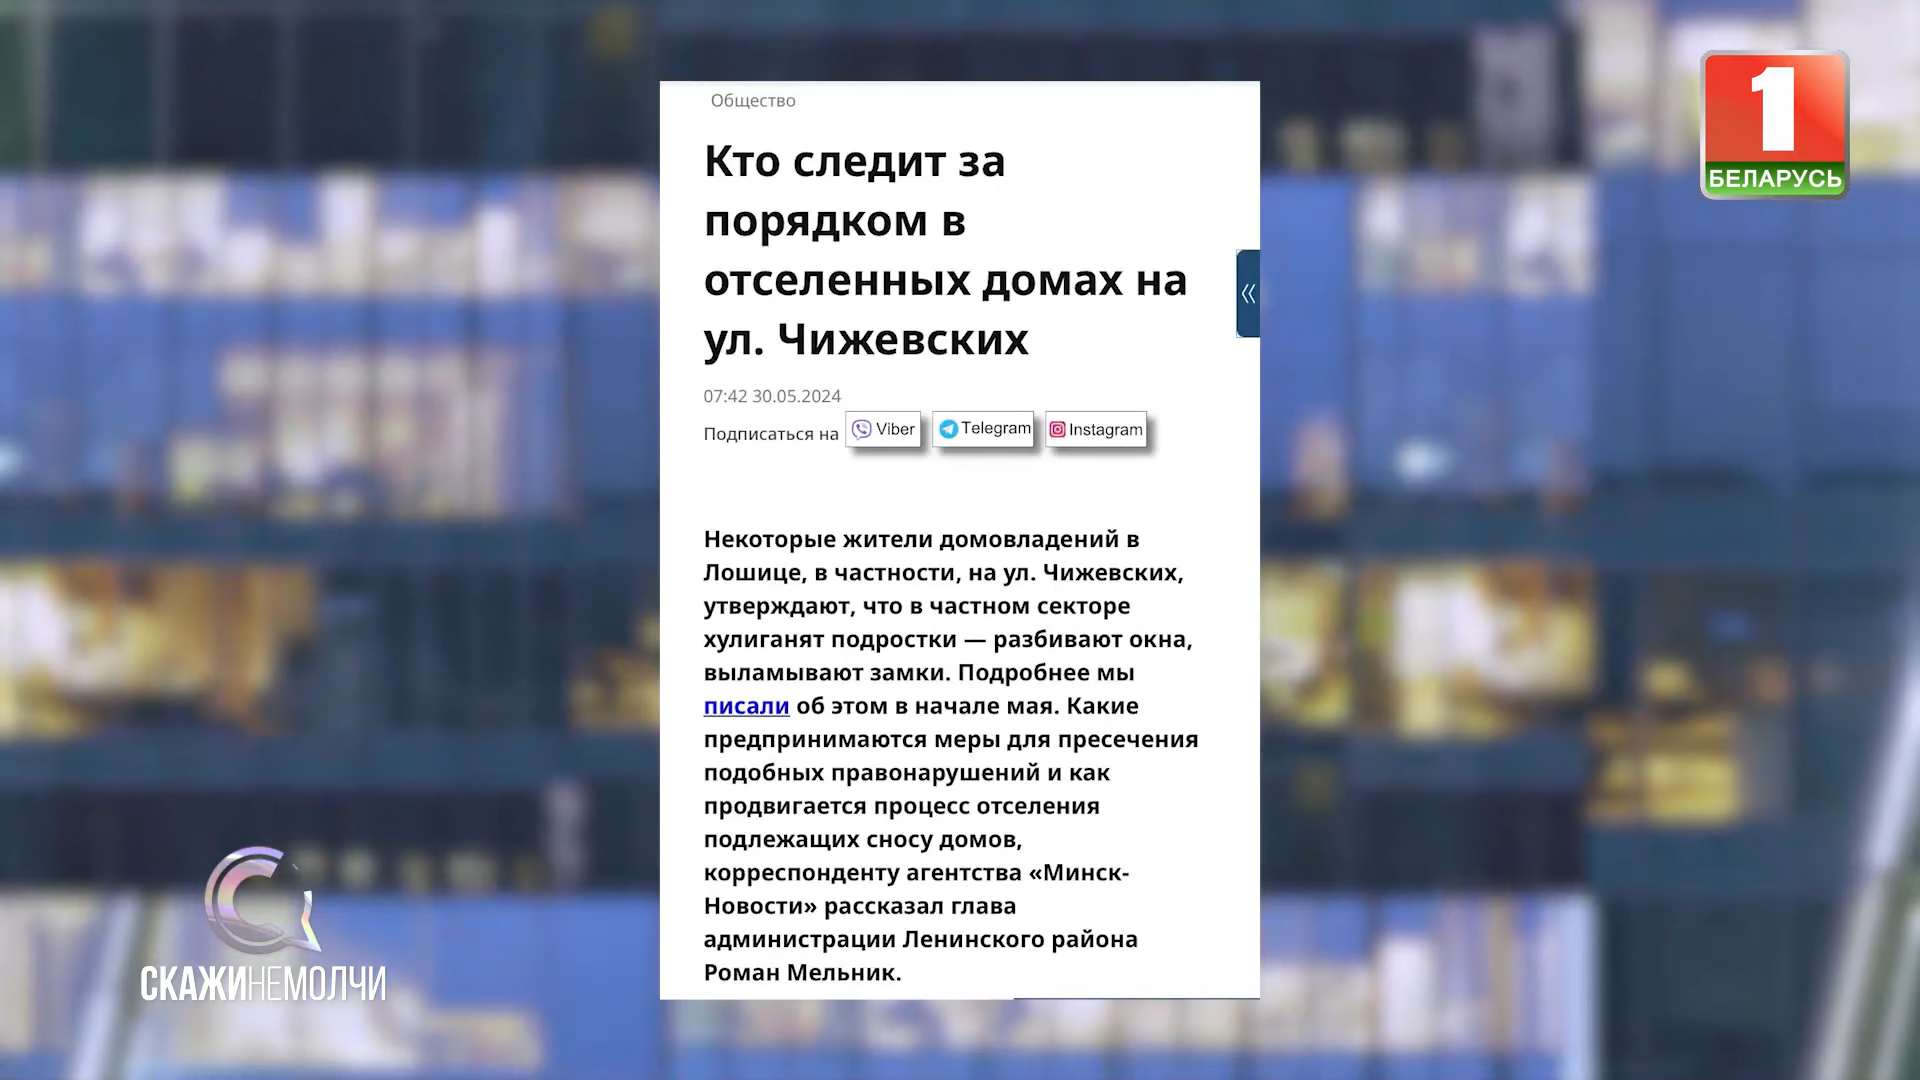 Общество
Кто следит за
порядком в
отселенных домах на
ул. Чижевских
07:42 30.05.2024
Подписаться на Viber Telegram Instagram
Некоторые жители домовладений в
Лошице, в частности, на ул. Чижевских,
утверждают, что в частном секторе
хулиганят подростки — разбивают окна,
выламывают замки. Подробнее мы
писали об этом в начале мая. Какие
предпринимаются меры для пресечения
подобных правонарушений и как
продвигается процесс отселения
подлежащих сносу домов,
корреспонденту агентства «Минск-
Новости» рассказал глава
администрации Ленинского района
Роман Мельник.
1
БЕЛАРУСЬ
СКАЖИНЕМОЛЧИ